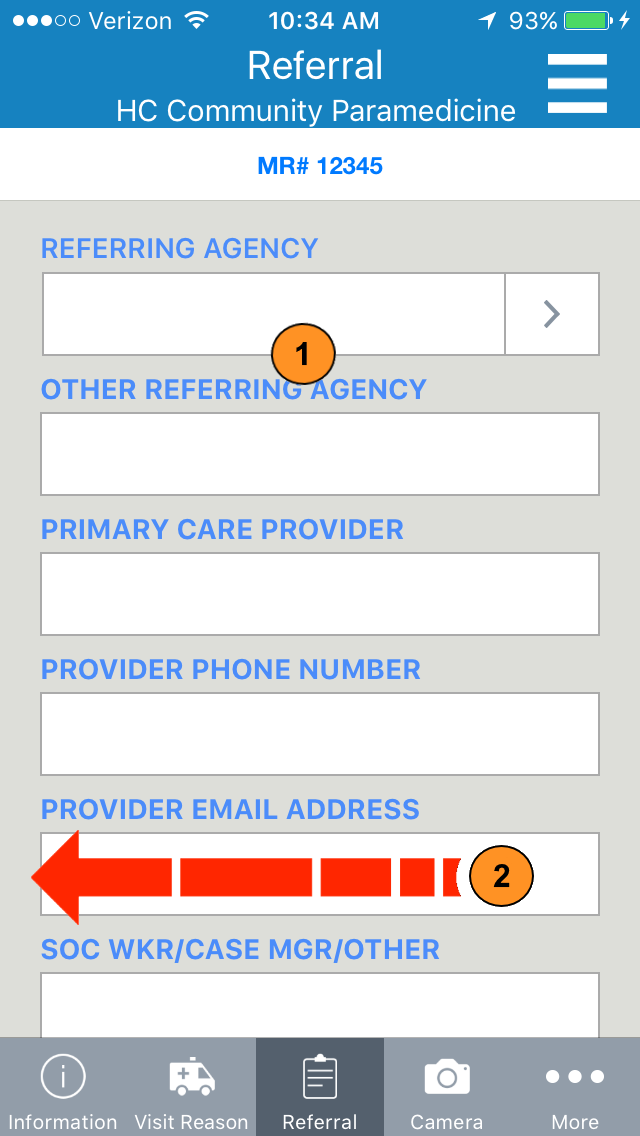 Verizon 10:34 AM 93%
Referral
HC Community Paramedicine
MR# 12345
REFERRING AGENCY
1
OTHER REFERRING AGENCY
PRIMARY CARE PROVIDER
PROVIDER PHONE NUMBER
PROVIDER EMAIL ADDRESS
2
SOC WKR/CASE MGR/OTHER
Information Visit Reason Referral Camera More